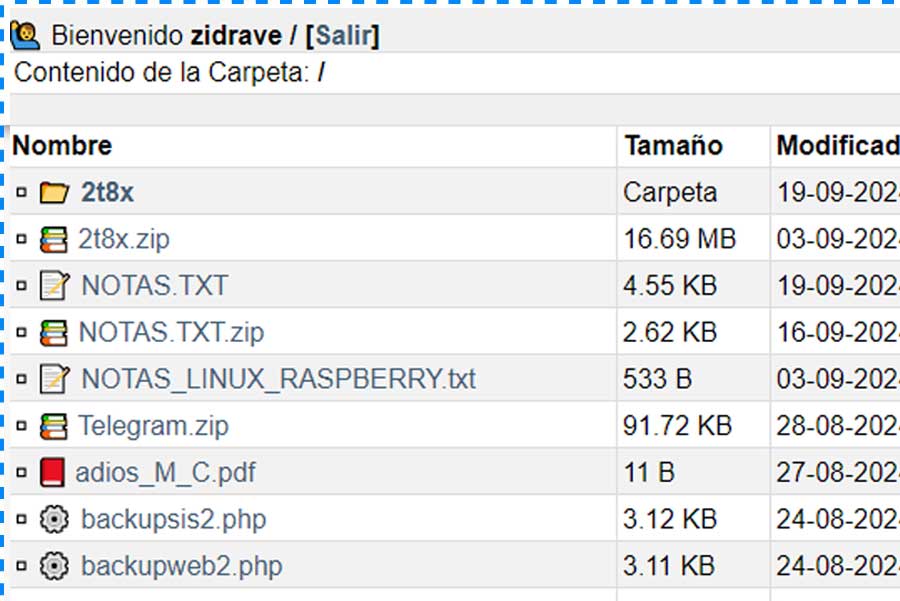 Bienvenido zidrave / [Salir]
Contenido de la Carpeta: /
Nombre Tamaño Modificad
2t8x Carpeta 19-09-202
2t8x.zip 16.69 MB 03-09-202
NOTAS.TXT 4.55 KB 19-09-202
NOTAS.TXT.zip 2.62 KB 16-09-202
NOTAS_LINUX_RASPBERRY.txt 533 B 03-09-202
Telegram.zip 91.72 KB 28-08-202
adios_M_C.pdf 11 B 27-08-202
backupsis2.php 3.12 KB 24-08-202
backupweb2.php 3.11 KB 24-08-202